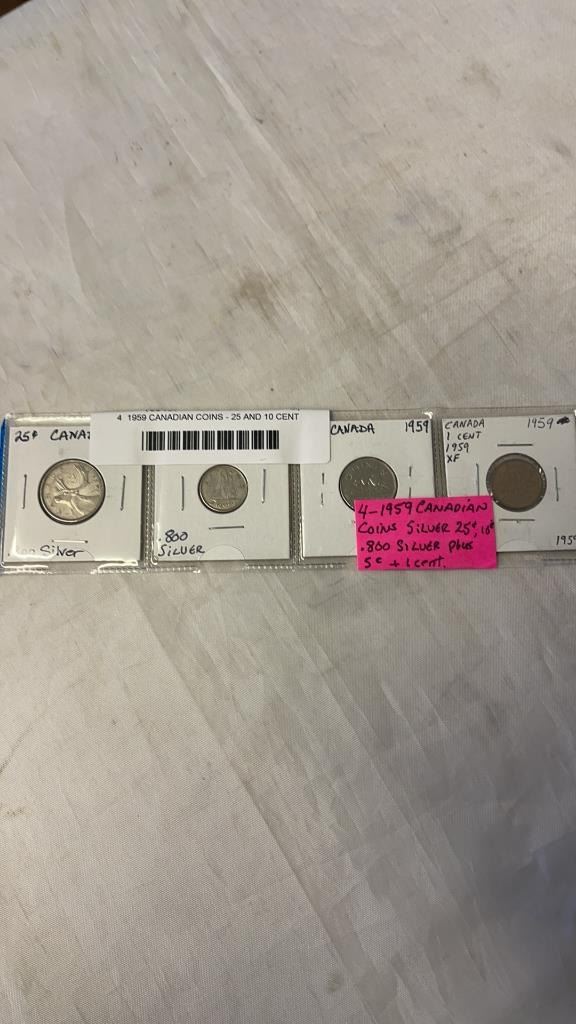 4 1959 CANADIAN COINS - 25 AND 10 CENT
25¢ CANA
Silver
.800
SILVER
CANADA 1959
CANADA 1959
1 CENT
1959
XF
195
4-1959 CANADIAN
COINS SILVER 25¢, 10¢
.800 SILVER plus
5¢ + 1 cent.